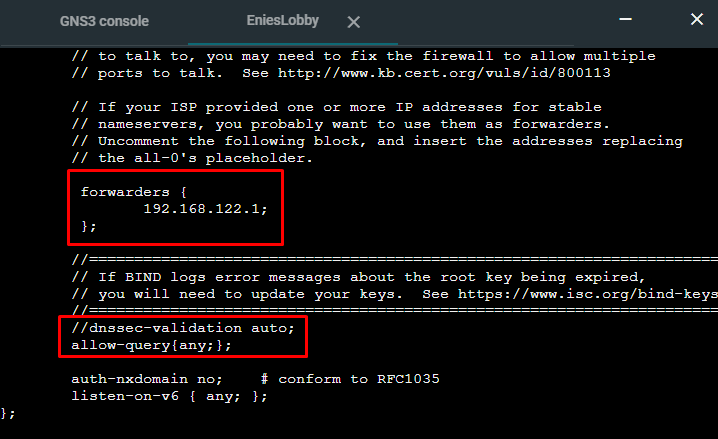 GNS3 console EniesLobby
// to talk to, you may need to fix the firewall to allow multiple
// ports to talk. See http://www.kb.cert.org/vuls/id/800113
// If your ISP provided one or more IP addresses for stable
// nameservers, you probably want to use them as forwarders.
// Uncomment the following block, and insert the addresses replacing
// the all-0's placeholder.
forwarders {
192.168.122.1;
};
//=========================================================================
// If BIND logs error messages about the root key being expired,
// you will need to update your keys. See https://www.isc.org/bind-keys
//=========================================================================
//dnssec-validation auto;
allow-query{any;};
auth-nxdomain no; # conform to RFC1035
listen-on-v6 { any; };
};